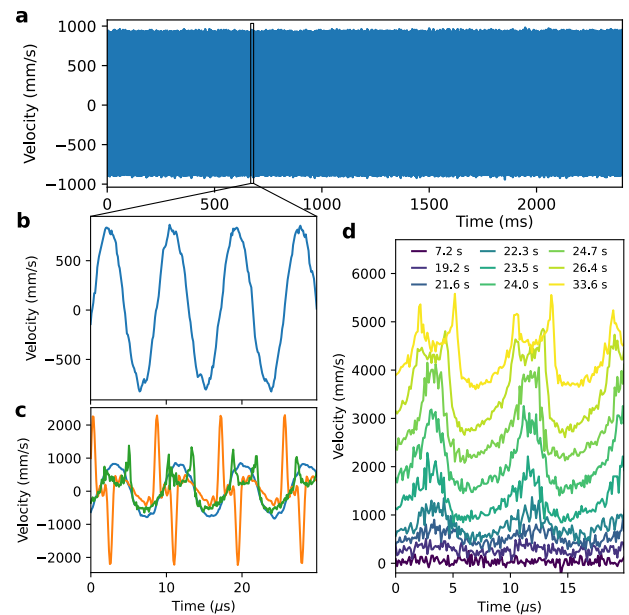 a
1000
500
0
−500
−1000
Velocity (mm/s)
0
500
1000
1500
2000
Time (ms)
b
500
0
−500
Velocity (mm/s)
c
2000
1000
0
−1000
−2000
Velocity (mm/s)
0
10
20
Time (μs)
d
7.2 s 22.3 s 24.7 s
19.2 s 23.5 s 26.4 s
21.6 s 24.0 s 33.6 s
6000
5000
4000
3000
2000
1000
0
Velocity (mm/s)
0
5
10
15
Time (μs)